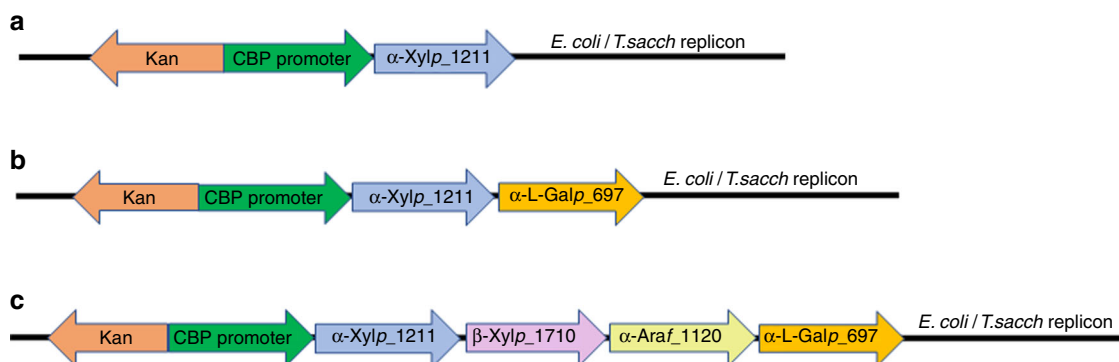 a
E. coli / T.sacch replicon
Kan CBP promoter α-Xylp_1211
b
E. coli / T.sacch replicon
Kan CBP promoter α-Xylp_1211 α-L-Galp_697
c
E. coli / T.sacch replicon
Kan CBP promoter α-Xylp_1211 β-Xylp_1710 α-Araf_1120 α-L-Galp_697